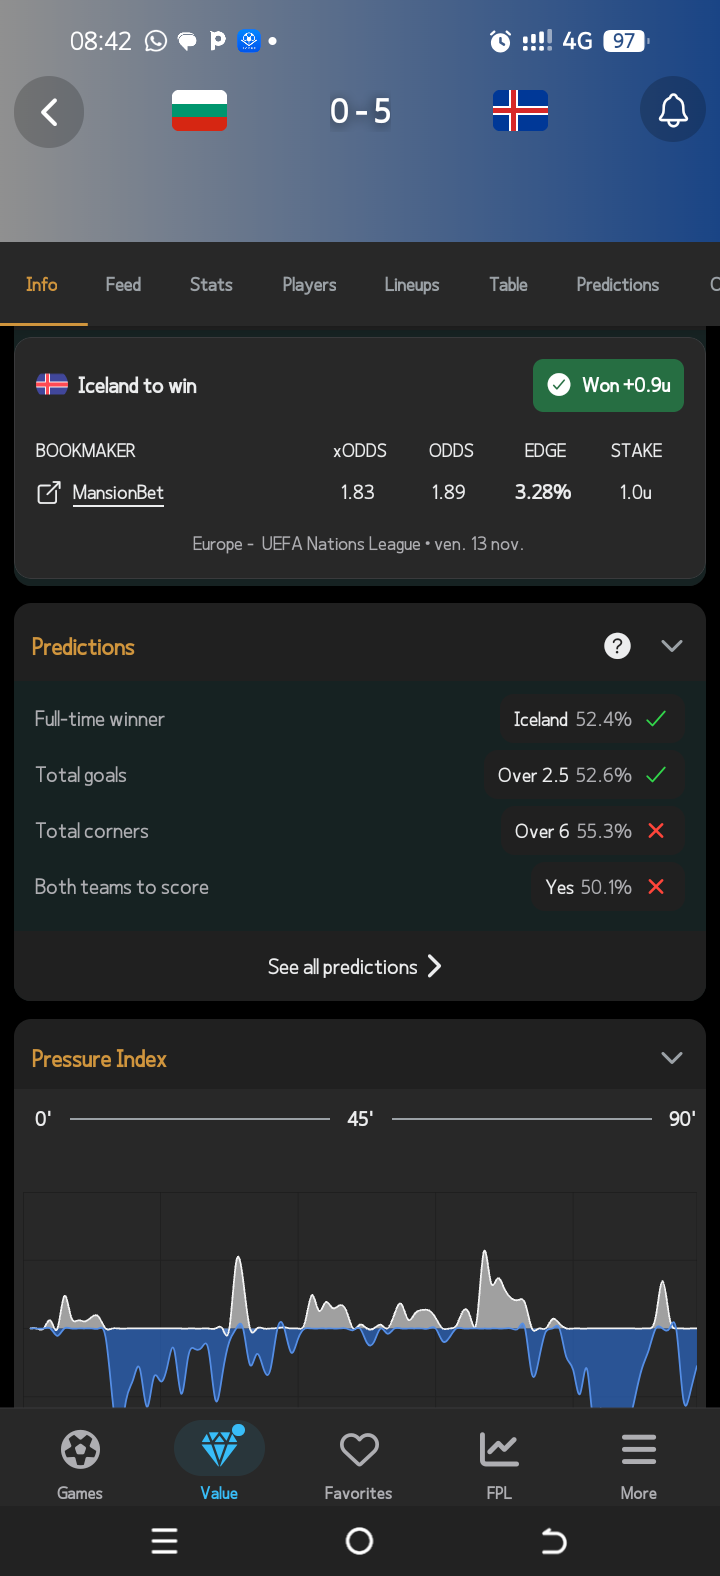 08:42
4G 97
0 - 5
Info Feed Stats Players Lineups Table Predictions
Iceland to win Won +0.9u
BOOKMAKER xODDS ODDS EDGE STAKE
MansionBet 1.83 1.89 3.28% 1.0u
Europe - UEFA Nations League • ven. 13 nov.
Predictions ?
Full-time winner Iceland 52.4%
Total goals Over 2.5 52.6%
Total corners Over 6 55.3%
Both teams to score Yes 50.1%
See all predictions
Pressure Index
0' 45' 90'
Games Value Favorites FPL More